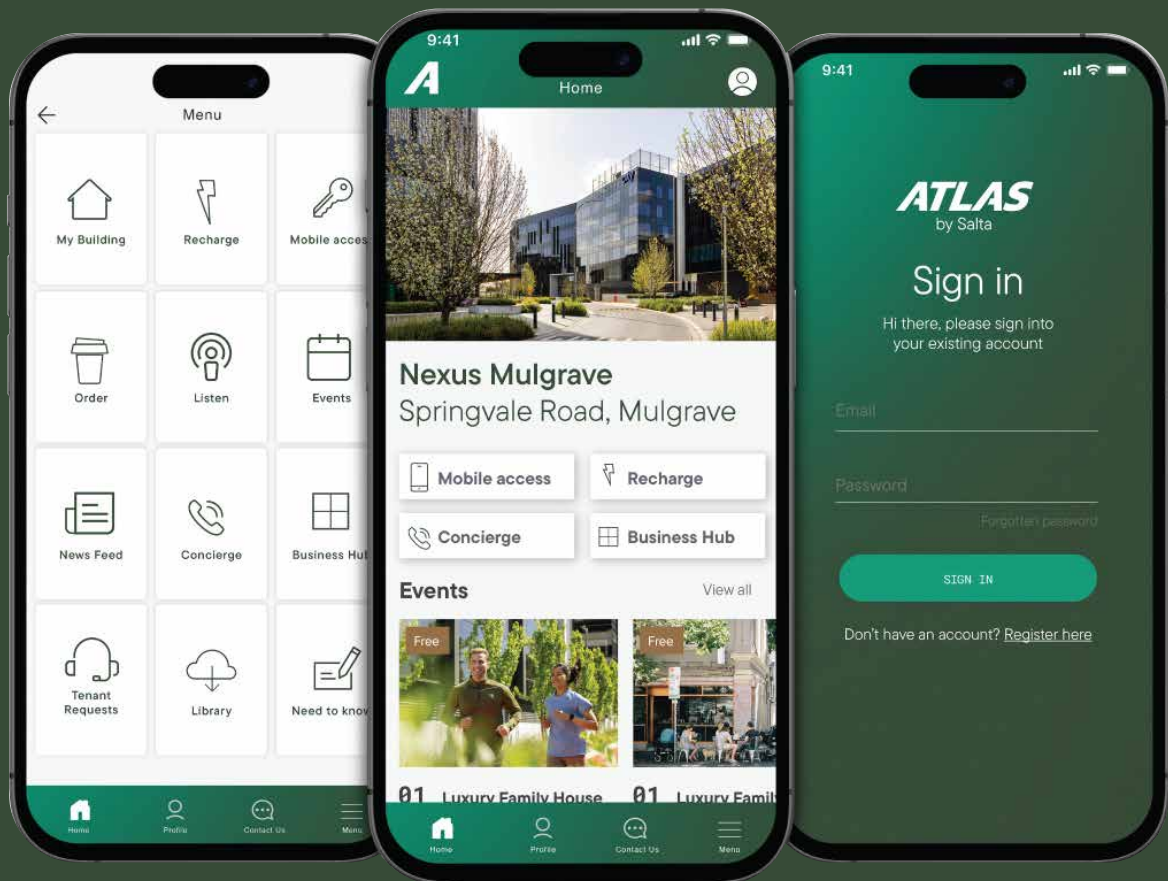 Menu
My Building
Recharge
Mobile acces
Order
Listen
Events
News Feed
Concierge
Business Hu
Tenant
Requests
Library
Need to know
Home
Profile
Contact Us
Menu
9:41
A
Home
Nexus Mulgrave
Springvale Road, Mulgrave
Mobile access
Recharge
Concierge
Business Hub
Events
View all
Free
Free
01 Luxury Family House
01 Luxury Famil
Home
Profile
Contact Us
Menu
9:41
ATLAS
by Salta
Sign in
Hi there, please sign into
your existing account
Email
Password
Forgotten password
SIGN IN
Don't have an account? Register here